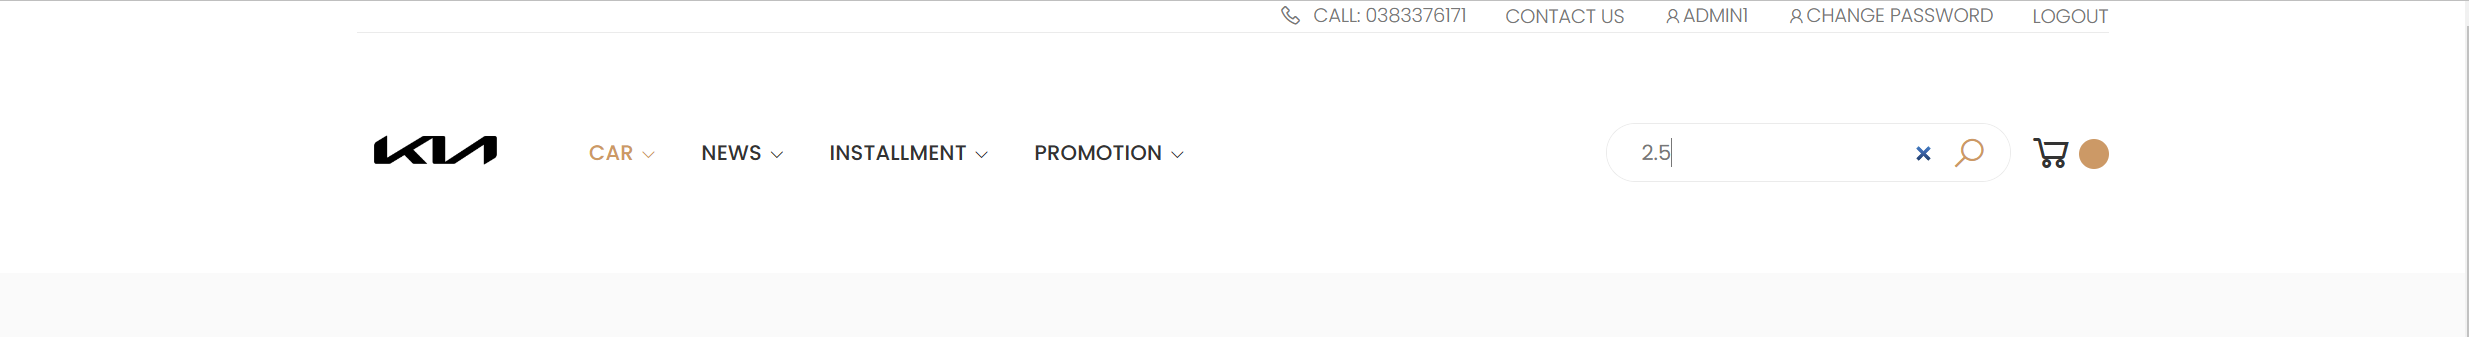 CALL: 0383376171 CONTACT US ADMIN1 CHANGE PASSWORD LOGOUT
KIA CAR NEWS INSTALLMENT PROMOTION 2.5